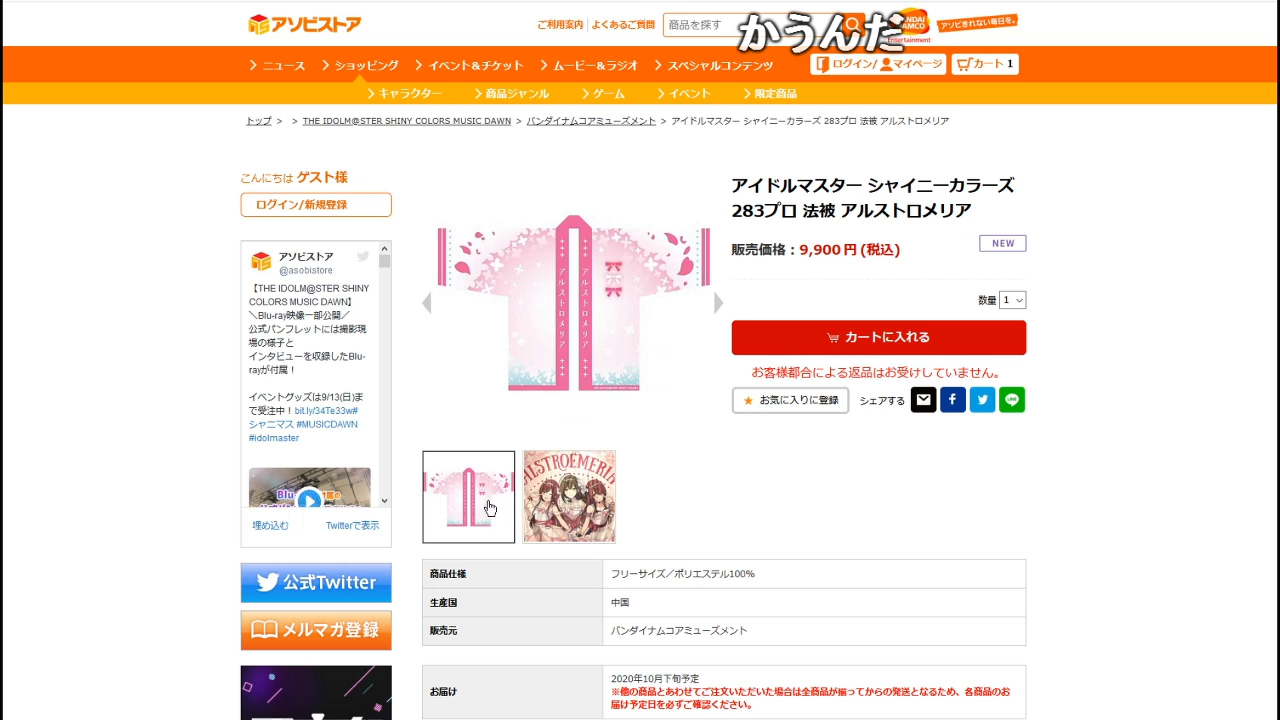 アソビストア
ご利用案内 よくあるご質問
商品を探す
かうんだ
BANDAI NAMCO
Entertainment
アソビきれない毎日を。
ニュース ショッピング イベント&チケット ムービー&ラジオ スペシャルコンテンツ
ログイン/ マイページ カート 1
キャラクター 商品ジャンル ゲーム イベント 限定商品
トップ > > THE IDOLM@STER SHINY COLORS MUSIC DAWN > バンダイナムコアミューズメント > アイドルマスター シャイニーカラーズ 283プロ 法被 アルストロメリア
こんにちは ゲスト様
ログイン/新規登録
アソビストア
@asobistore
【THE IDOLM@STER SHINY
COLORS MUSIC DAWN】
＼Blu-ray映像一部公開／
公式パンフレットには撮影現
場の様子と
インタビューを収録したBlu-
rayが付属！
イベントグッズは9/13(日)ま
で受注中！bit.ly/34Te33w#
シャニマス #MUSICDAWN
#idolmaster
埋め込む Twitterで表示
公式Twitter
メルマガ登録
アルストロメリア アルストロメリア
ALSTROEMERIA
アイドルマスター シャイニーカラーズ
283プロ 法被 アルストロメリア
販売価格：9,900 円 (税込)
NEW
数量 1
カートに入れる
お客様都合による返品はお受けしていません。
お気に入りに登録 シェアする
LINE
商品仕様 フリーサイズ／ポリエステル100%
生産国 中国
販売元 バンダイナムコアミューズメント
お届け 2020年10月下旬予定
※他の商品とあわせてご注文いただいた場合は全商品が揃ってからの発送となるため、各商品のお
届け予定日を必ずご確認ください。